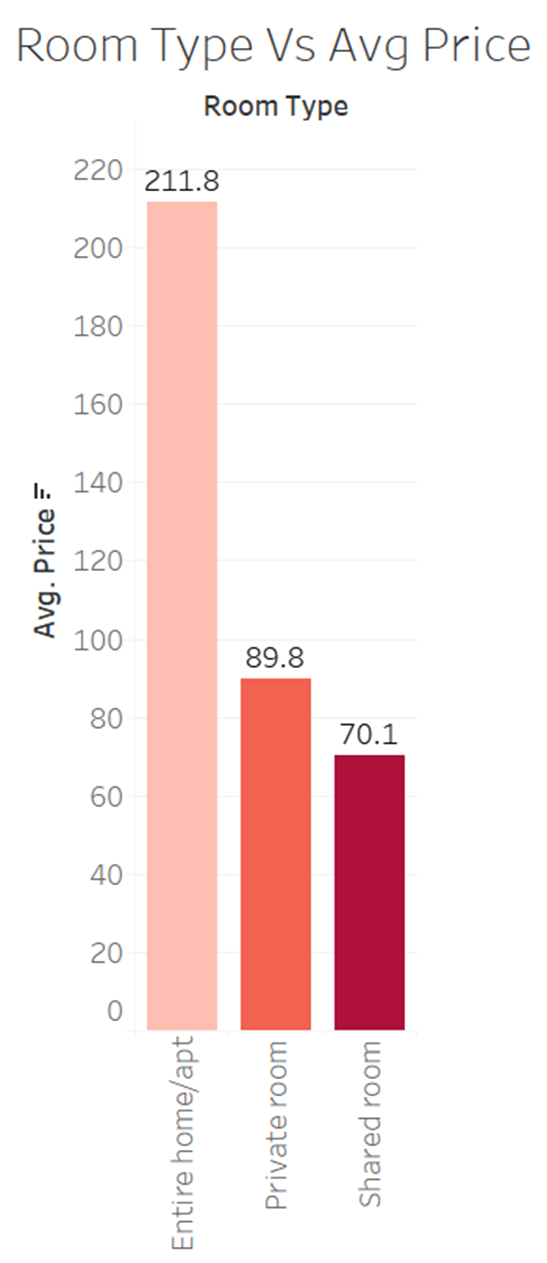 Room Type Vs Avg Price
Room Type
220
200
180
160
140
120
100
80
60
40
20
0
Avg. Price
211.8
89.8
70.1
Entire home/apt
Private room
Shared room